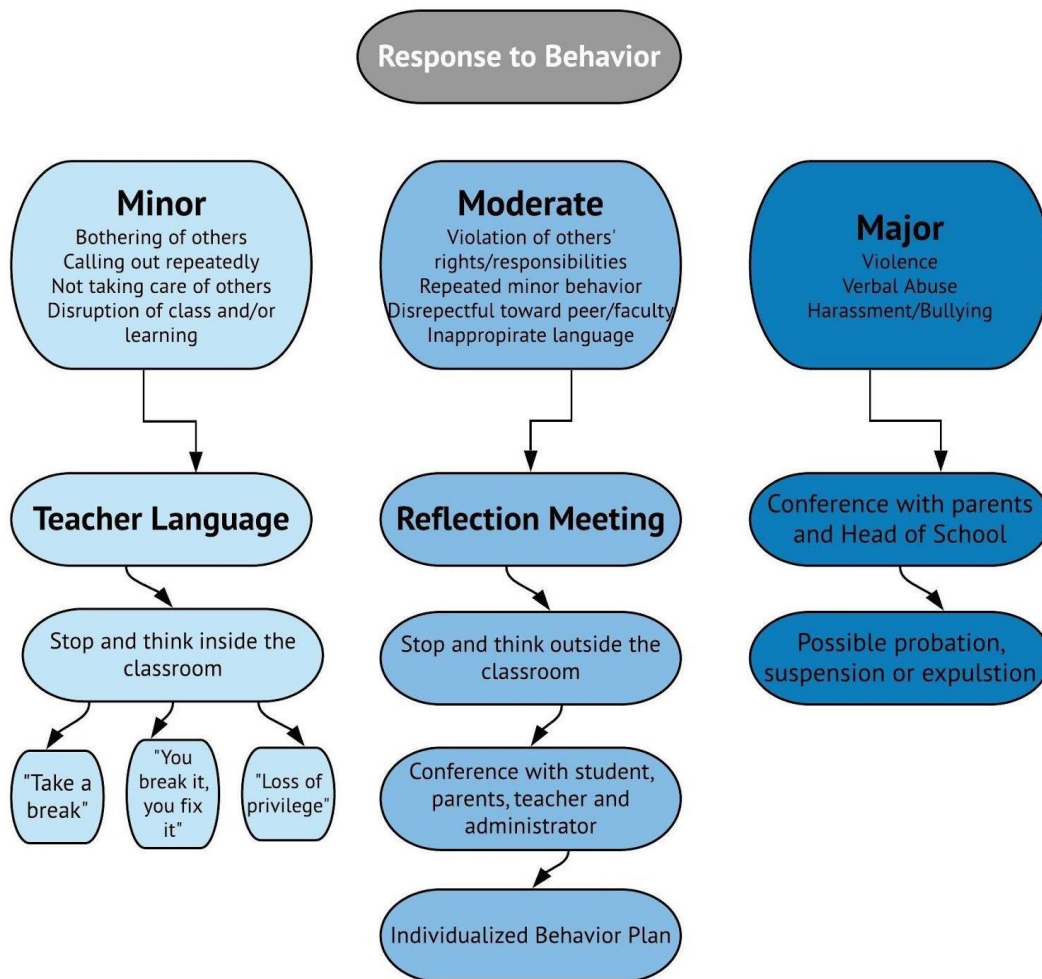 Response to Behavior
Minor
Bothering of others
Calling out repeatedly
Not taking care of others
Disruption of class and/or
learning
Moderate
Violation of others'
rights/responsibilities
Repeated minor behavior
Disrepectful toward peer/faculty
Inappropirate language
Major
Violence
Verbal Abuse
Harassment/Bullying
Teacher Language
Reflection Meeting
Conference with parents
and Head of School
Stop and think inside the
classroom
Stop and think outside the
classroom
Possible probation,
suspension or expulstion
"Take a
break"
"You
break it,
you fix
it"
"Loss of
privilege"
Conference with student,
parents, teacher and
administrator
Individualized Behavior Plan